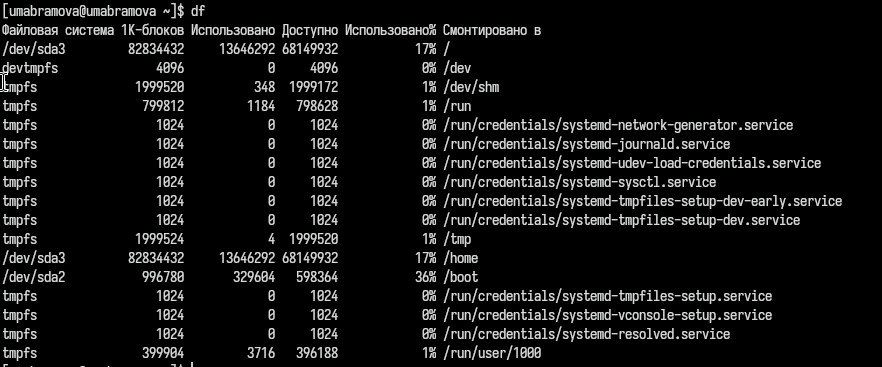 [umabramova@umabramova ~]$ df
Файловая система 1K-блоков Использовано Доступно Использовано% Смонтировано в
/dev/sda3 82834432 13646292 68149932 17% /
devtmpfs 4096 0 4096 0% /dev
tmpfs 1999520 348 1999172 1% /dev/shm
tmpfs 799812 1184 798628 1% /run
tmpfs 1024 0 1024 0% /run/credentials/systemd-network-generator.service
tmpfs 1024 0 1024 0% /run/credentials/systemd-journald.service
tmpfs 1024 0 1024 0% /run/credentials/systemd-udev-load-credentials.service
tmpfs 1024 0 1024 0% /run/credentials/systemd-sysctl.service
tmpfs 1024 0 1024 0% /run/credentials/systemd-tmpfiles-setup-dev-early.service
tmpfs 1024 0 1024 0% /run/credentials/systemd-tmpfiles-setup-dev.service
tmpfs 1999524 4 1999520 1% /tmp
/dev/sda3 82834432 13646292 68149932 17% /home
/dev/sda2 996780 329604 598364 36% /boot
tmpfs 1024 0 1024 0% /run/credentials/systemd-tmpfiles-setup.service
tmpfs 1024 0 1024 0% /run/credentials/systemd-vconsole-setup.service
tmpfs 1024 0 1024 0% /run/credentials/systemd-resolved.service
tmpfs 399904 3716 396188 1% /run/user/1000